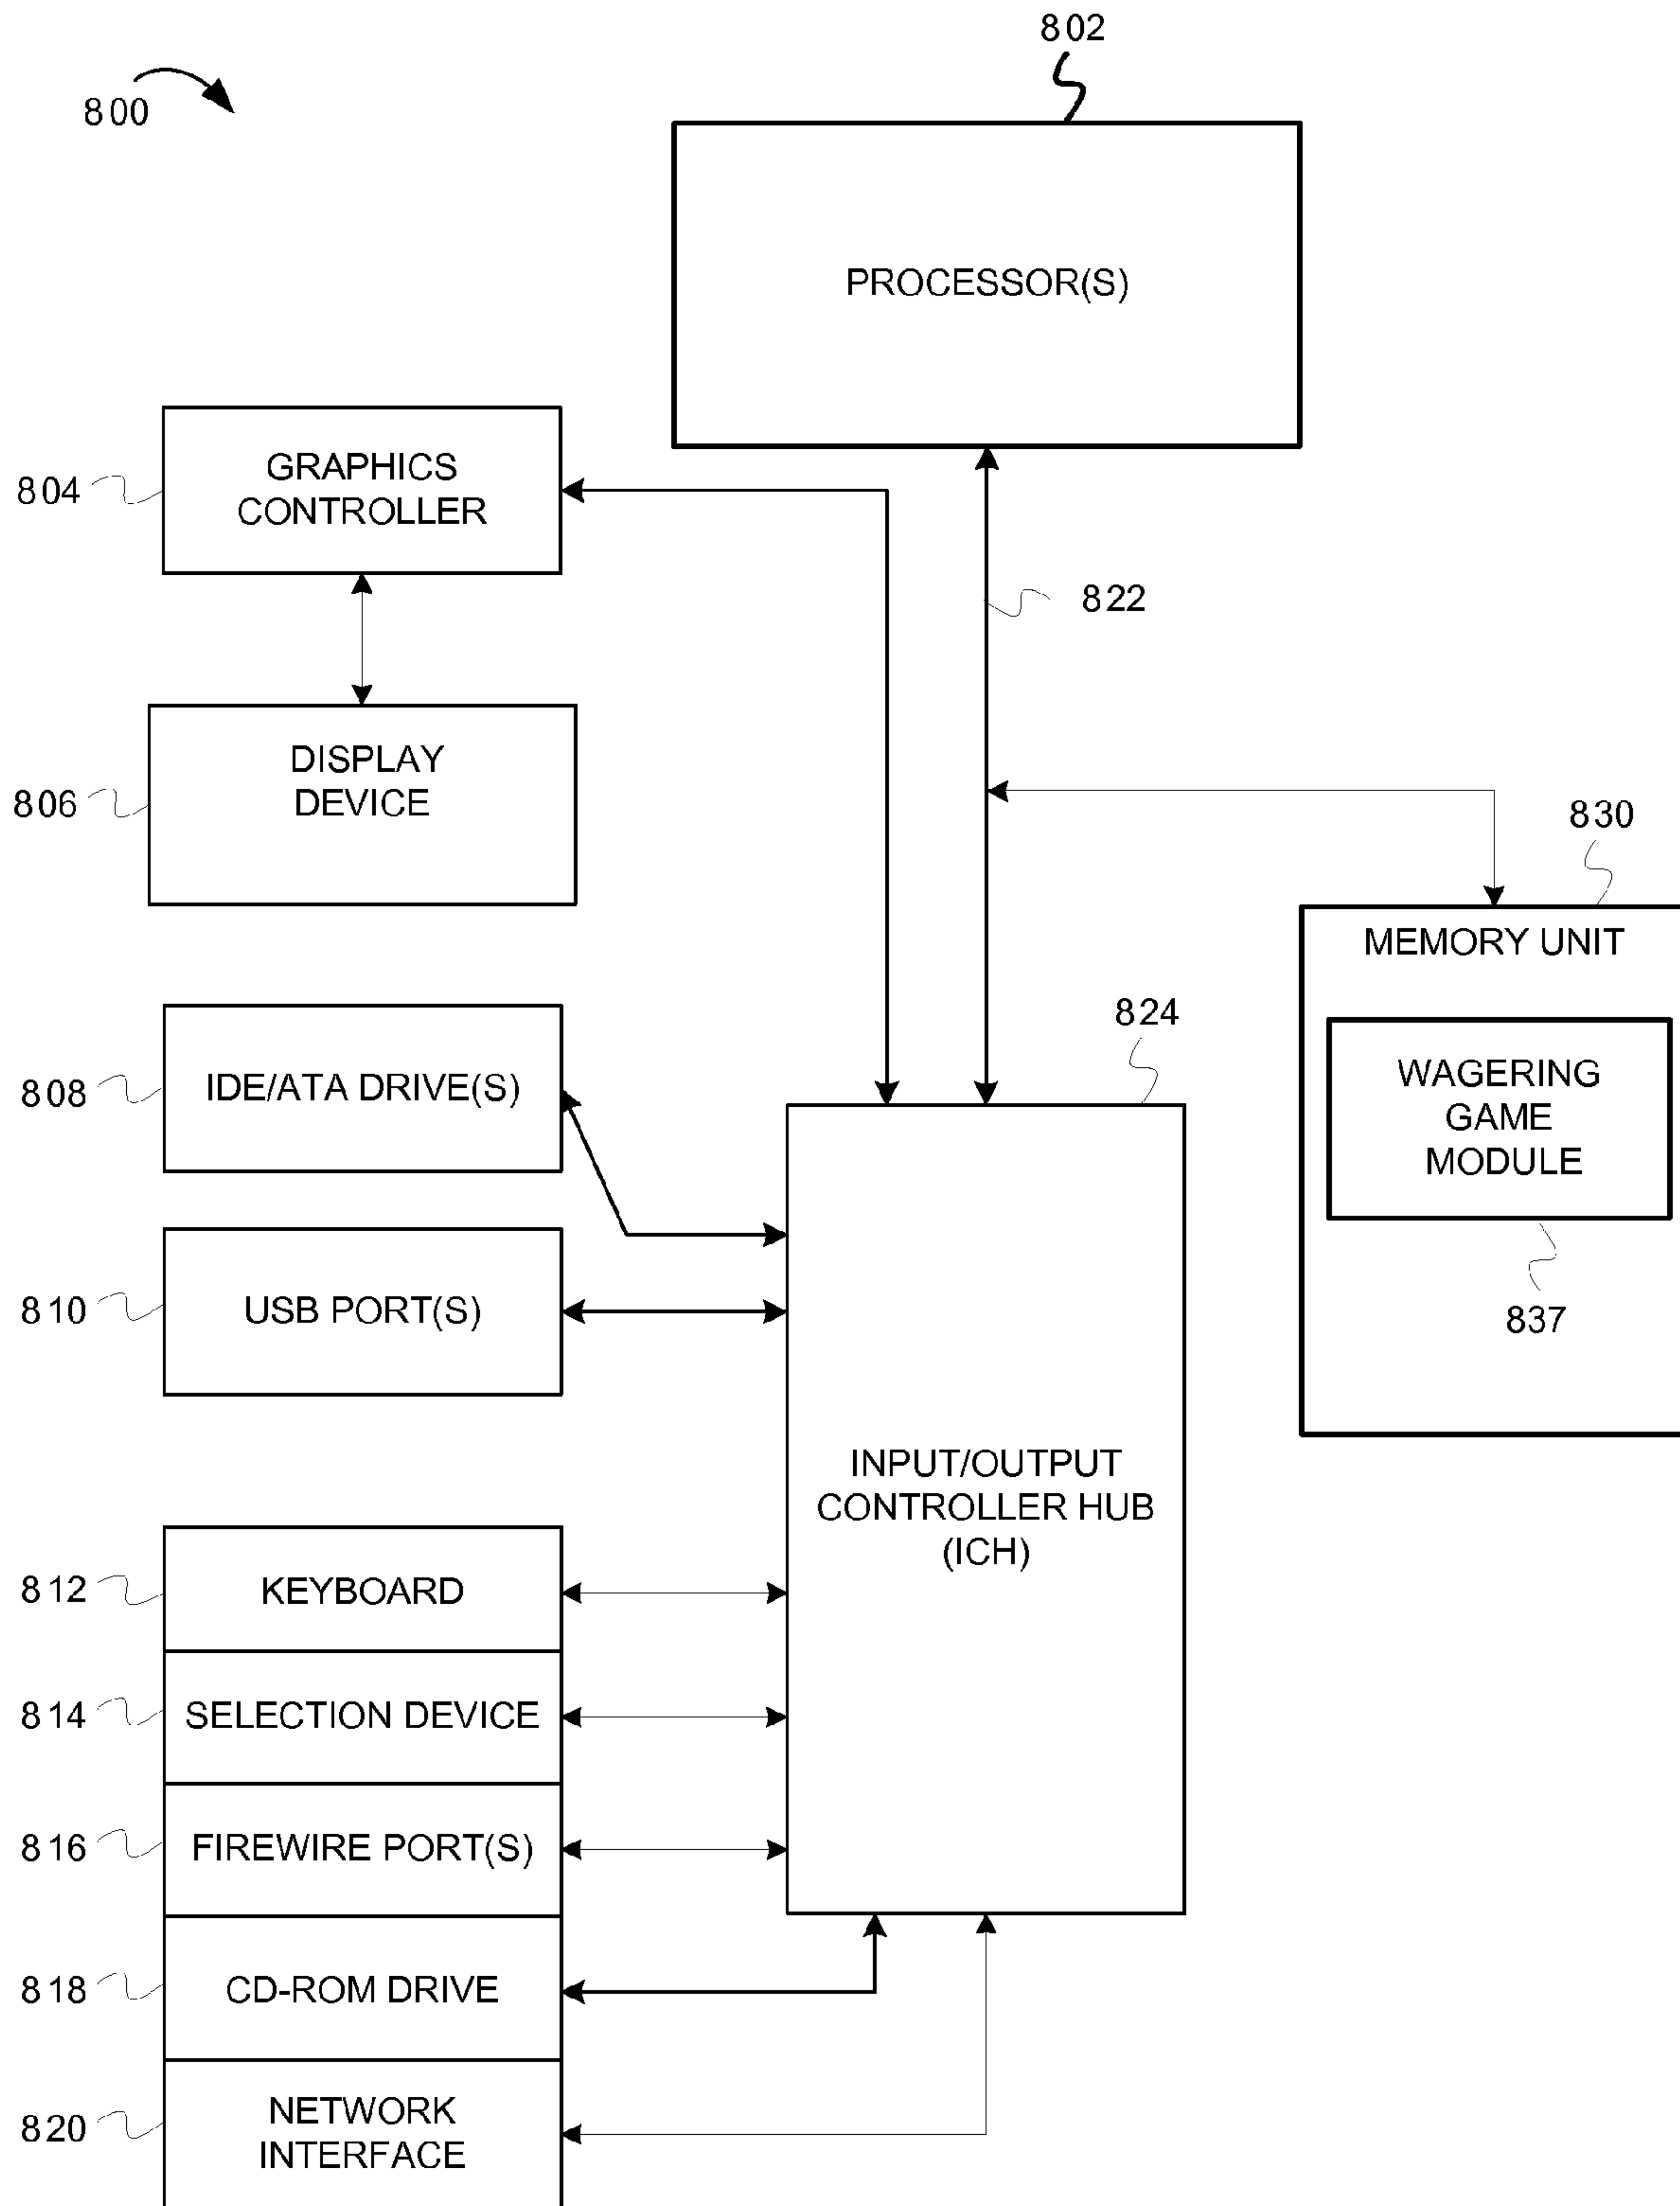 802
800
PROCESSOR(S)
GRAPHICS
CONTROLLER
804
822
DISPLAY
DEVICE
806
830
MEMORY UNIT
824
WAGERING
GAME
MODULE
837
808
IDE/ATA DRIVE(S)
810
USB PORT(S)
INPUT/OUTPUT
CONTROLLER HUB
(ICH)
812
KEYBOARD
814
SELECTION DEVICE
816
FIREWIRE PORT(S)
818
CD-ROM DRIVE
820
NETWORK
INTERFACE